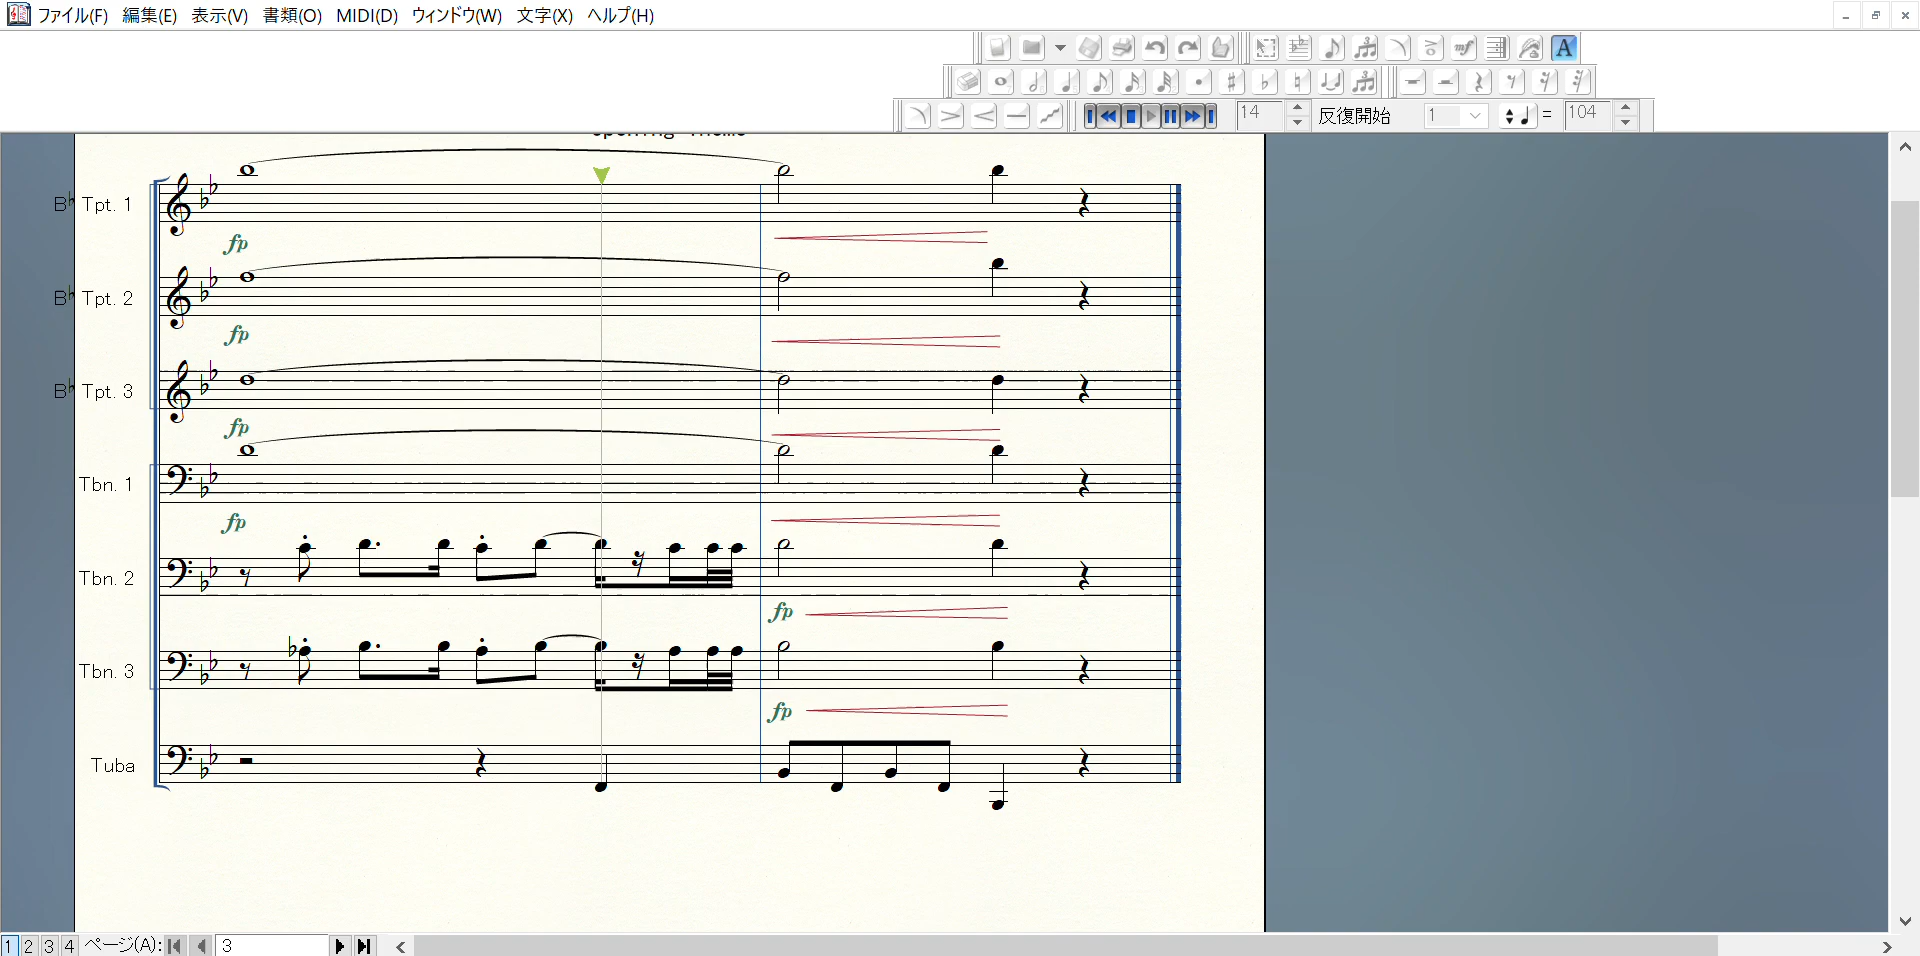 ファイル(F) 編集(E) 表示(V) 書類(O) MIDI(D) ウィンドウ(W) 文字(X) ヘルプ(H)
mf A
14 反復開始 1 = 104
B♭ Tpt. 1
fp
B♭ Tpt. 2
fp
B♭ Tpt. 3
fp
Tbn. 1
fp
Tbn. 2
fp
Tbn. 3
fp
Tuba
1 2 3 4 ページ(A): 3